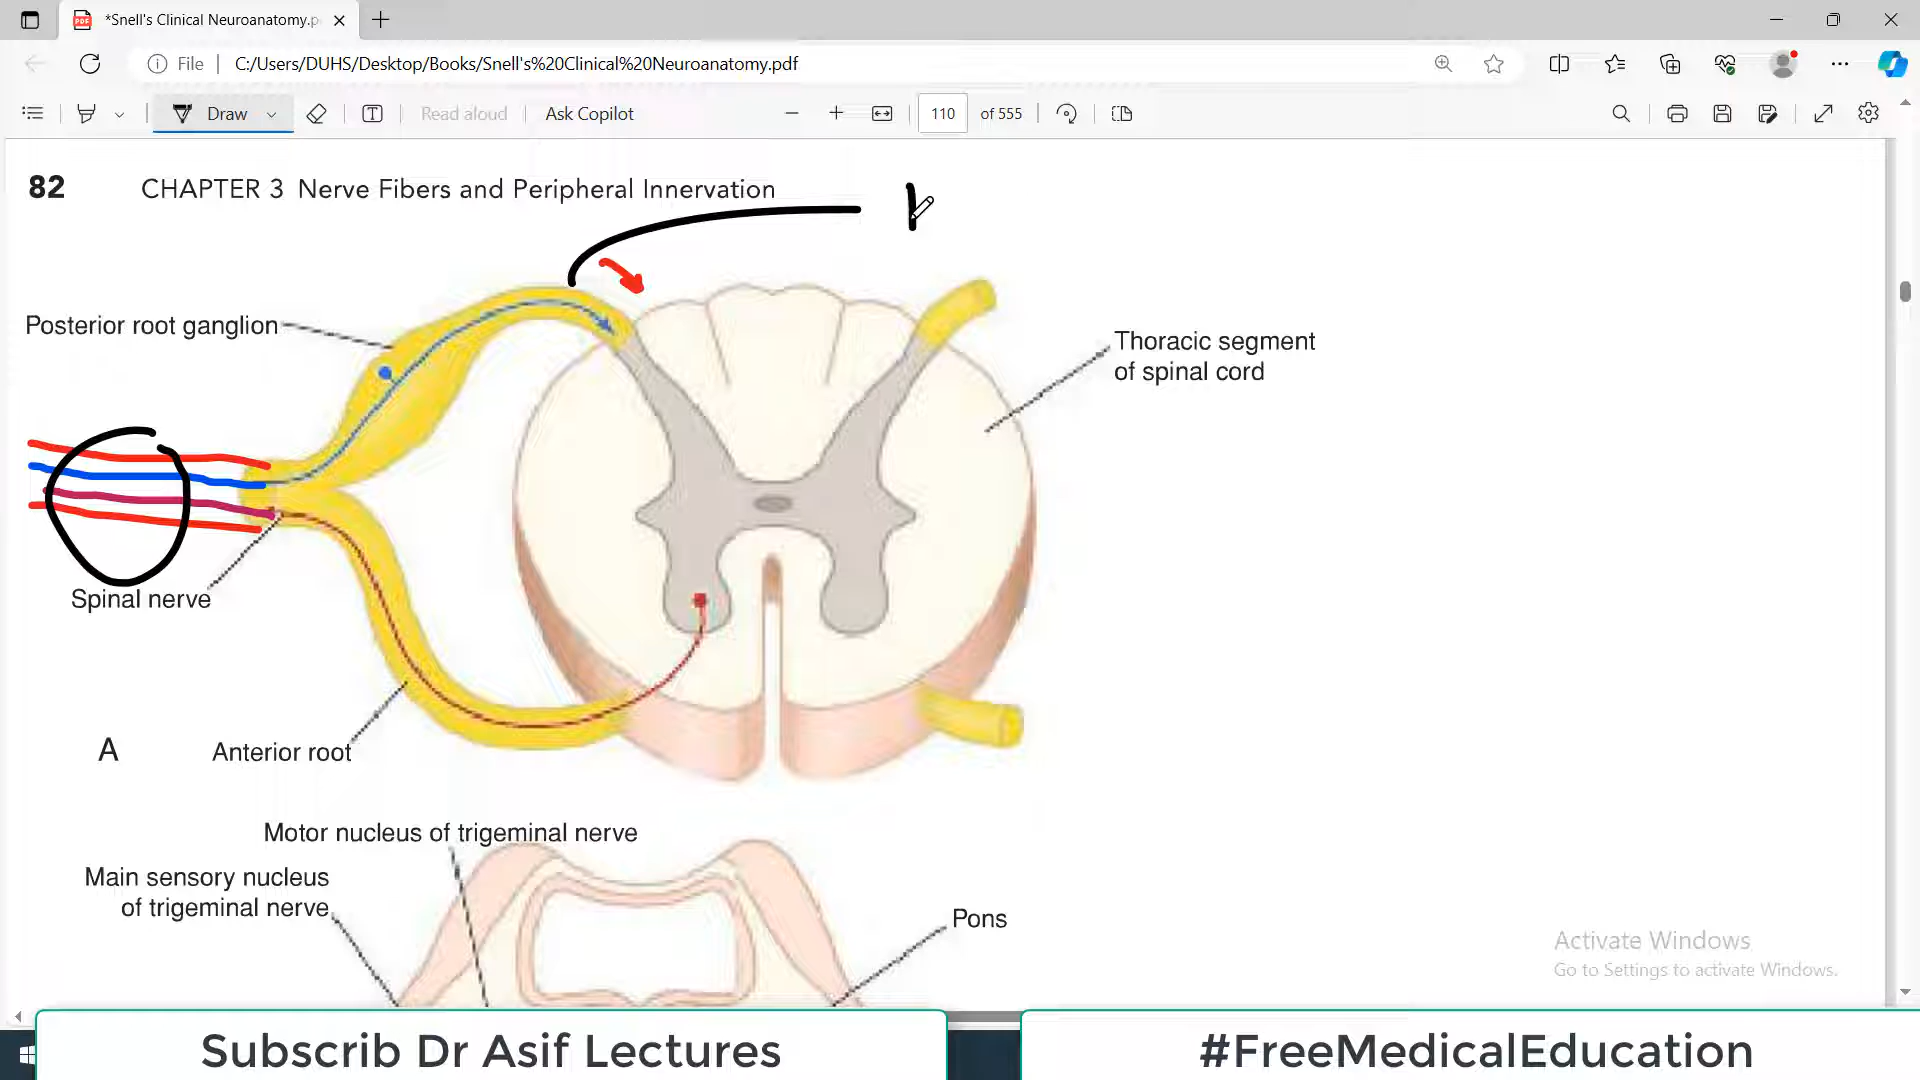 *Snell's Clinical Neuroanatomy.p
File
C:/Users/DUHS/Desktop/Books/Snell's%20Clinical%20Neuroanatomy.pdf
Draw
Read aloud
Ask Copilot
110 of 555
82 CHAPTER 3 Nerve Fibers and Peripheral Innervation
Posterior root ganglion
Thoracic segment
of spinal cord
Spinal nerve
A
Anterior root
Motor nucleus of trigeminal nerve
Main sensory nucleus
of trigeminal nerve
Pons
Activate Windows
Go to Settings to activate Windows.
Subscrib Dr Asif Lectures
#FreeMedicalEducation